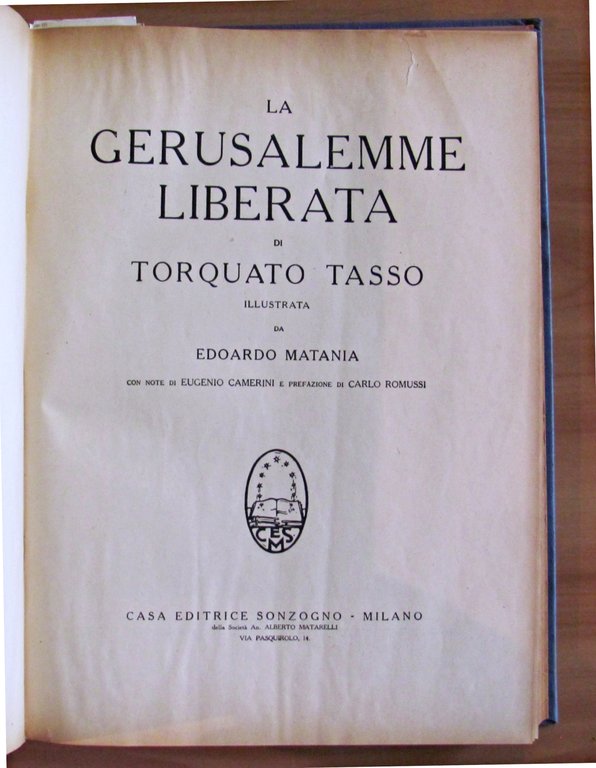 LA
GERUSALEMME
LIBERATA
DI
TORQUATO TASSO
ILLUSTRATA
DA
EDOARDO MATANIA
CON NOTE DI EUGENIO CAMERINI E PREFAZIONE DI CARLO ROMUSSI
CESM
CASA EDITRICE SONZOGNO - MILANO
della Società An. ALBERTO MATARELLI
VIA PASQUIROLO, 14